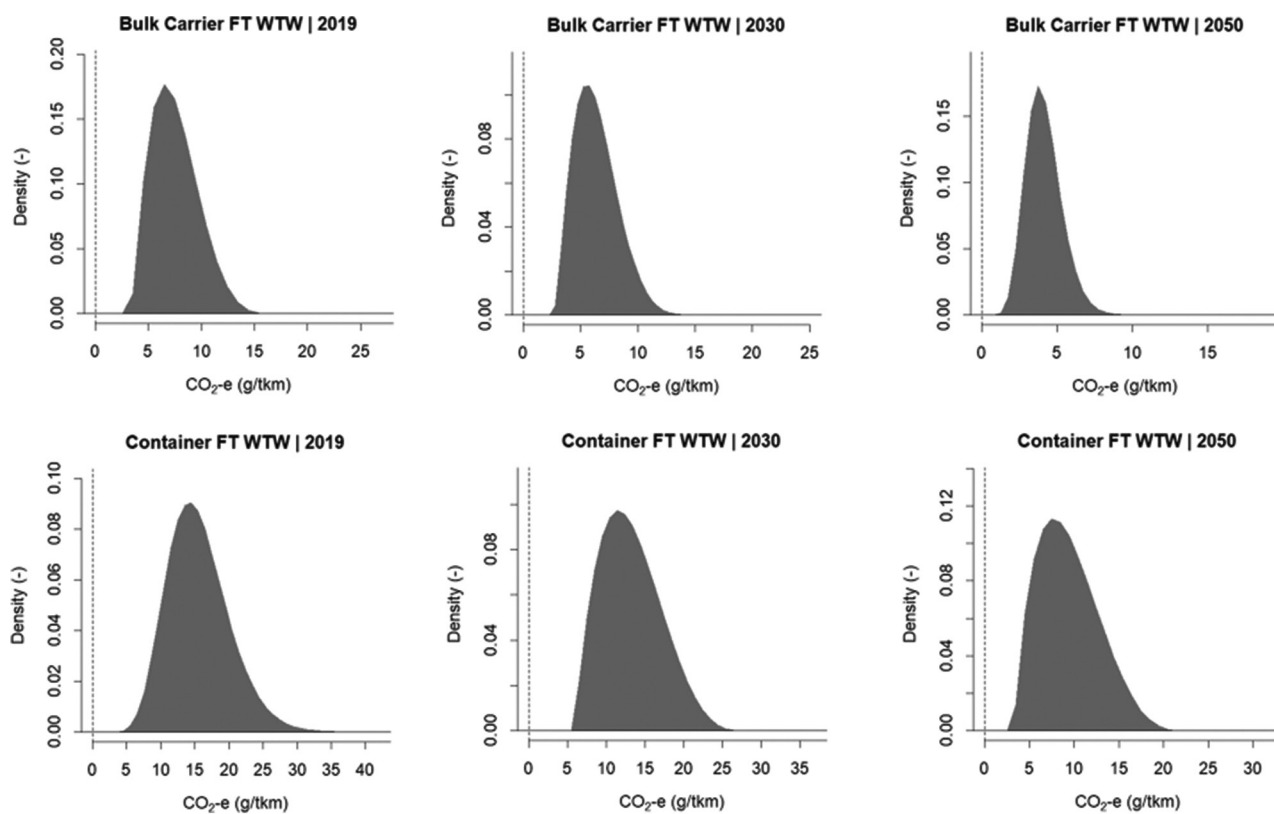 Bulk Carrier FT WTW | 2019
Density (-)
0.00 0.05 0.10 0.15 0.20
0 5 10 15 20 25
CO₂-e (g/tkm)
Bulk Carrier FT WTW | 2030
Density (-)
0.00 0.04 0.08
0 5 10 15 20 25
CO₂-e (g/tkm)
Bulk Carrier FT WTW | 2050
Density (-)
0.00 0.05 0.10 0.15
0 5 10 15
CO₂-e (g/tkm)
Container FT WTW | 2019
Density (-)
0.00 0.02 0.04 0.06 0.08 0.10
0 5 10 15 20 25 30 35 40
CO₂-e (g/tkm)
Container FT WTW | 2030
Density (-)
0.00 0.04 0.08
0 5 10 15 20 25 30 35
CO₂-e (g/tkm)
Container FT WTW | 2050
Density (-)
0.00 0.04 0.08 0.12
0 5 10 15 20 25 30
CO₂-e (g/tkm)